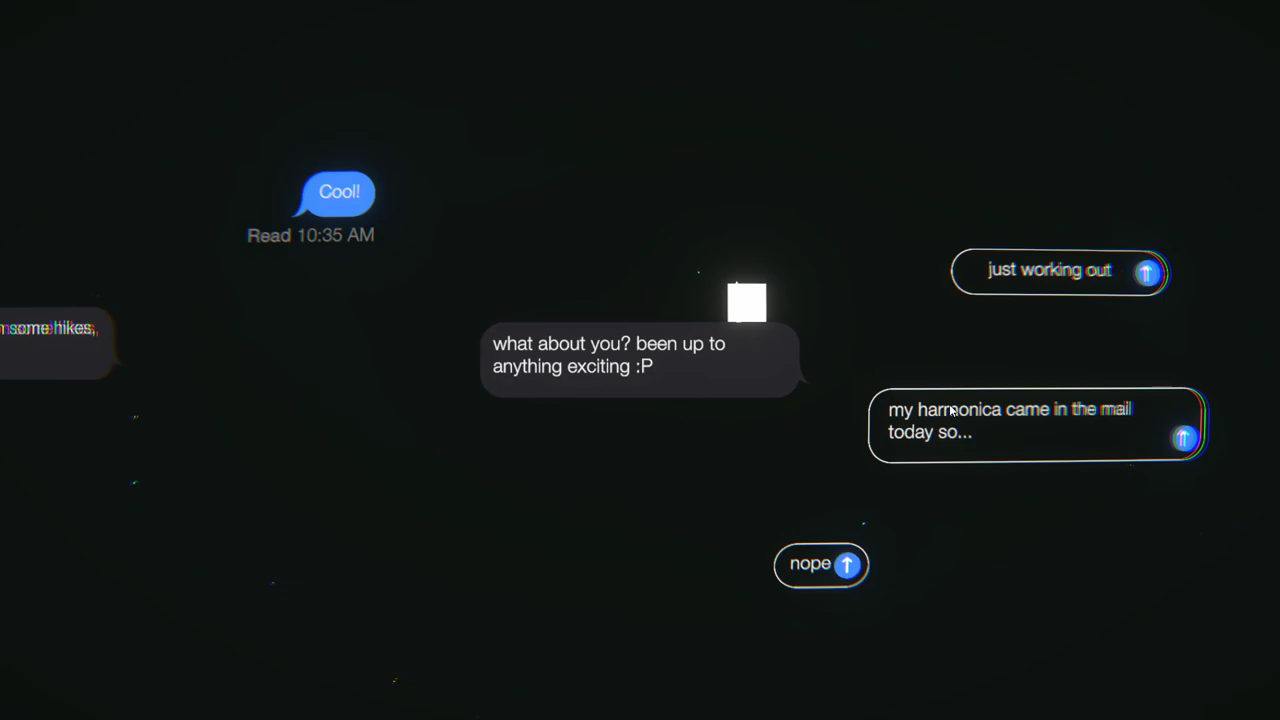 Cool!
Read 10:35 AM
some hikes,
what about you? been up to
anything exciting :P
just working out
my harmonica came in the mail
today so...
nope